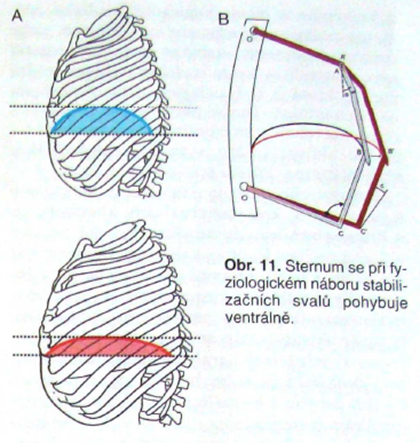 A
B
O
A'
A
B
B'
O'
C
C'
Obr. 11. Sternum se při fy-
ziologickém náboru stabili-
začních svalů pohybuje
ventrálně.